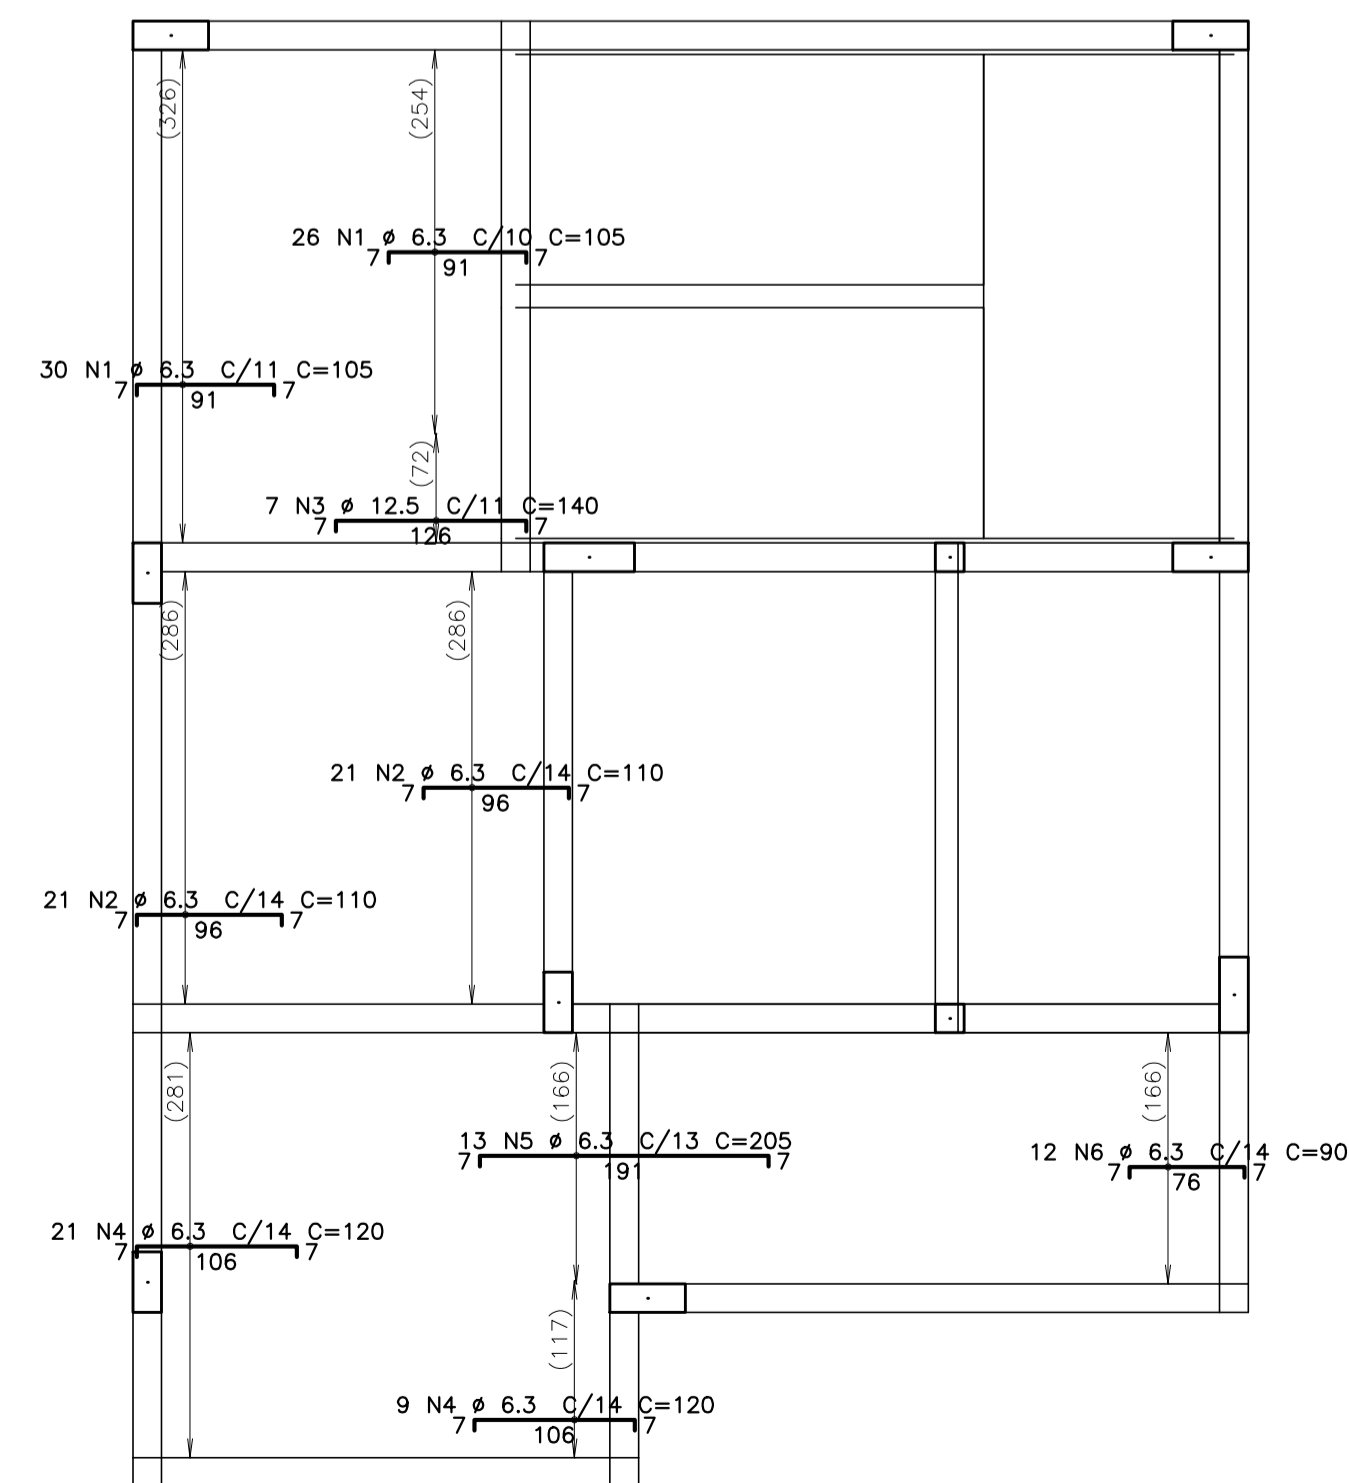 (326)
(254)
26 N1 ø 6.3 C/10 C=105
7 91 7
30 N1 ø 6.3 C/11 C=105
7 91 7
(72)
7 N3 ø 12.5 C/11 C=140
7 126 7
(286)
(286)
21 N2 ø 6.3 C/14 C=110
7 96 7
21 N2 ø 6.3 C/14 C=110
7 96 7
(281)
(166)
(166)
13 N5 ø 6.3 C/13 C=205
7 191 7
12 N6 ø 6.3 C/14 C=90
7 76 7
21 N4 ø 6.3 C/14 C=120
7 106 7
(117)
9 N4 ø 6.3 C/14 C=120
7 106 7